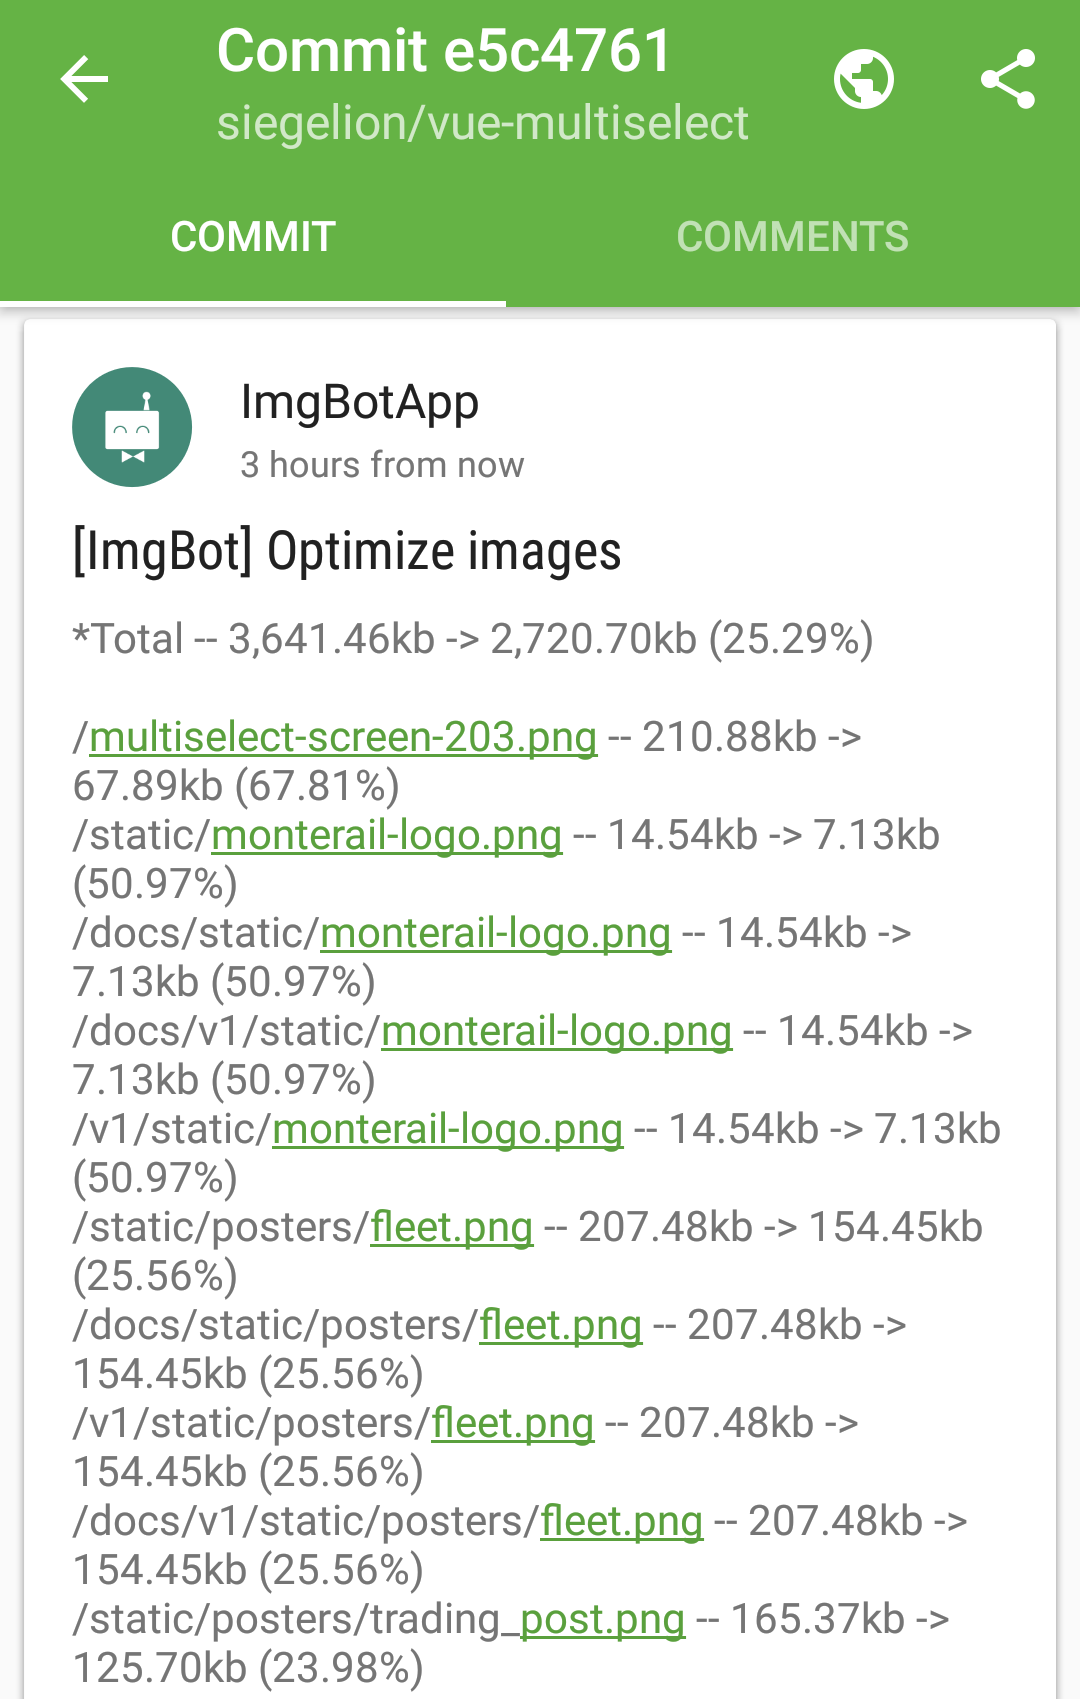 Commit e5c4761
siegelion/vue-multiselect
COMMIT
COMMENTS
ImgBotApp
3 hours from now
[ImgBot] Optimize images
*Total -- 3,641.46kb -> 2,720.70kb (25.29%)
/multiselect-screen-203.png -- 210.88kb ->
67.89kb (67.81%)
/static/monterail-logo.png -- 14.54kb -> 7.13kb
(50.97%)
/docs/static/monterail-logo.png -- 14.54kb ->
7.13kb (50.97%)
/docs/v1/static/monterail-logo.png -- 14.54kb ->
7.13kb (50.97%)
/v1/static/monterail-logo.png -- 14.54kb -> 7.13kb
(50.97%)
/static/posters/fleet.png -- 207.48kb -> 154.45kb
(25.56%)
/docs/static/posters/fleet.png -- 207.48kb ->
154.45kb (25.56%)
/v1/static/posters/fleet.png -- 207.48kb ->
154.45kb (25.56%)
/docs/v1/static/posters/fleet.png -- 207.48kb ->
154.45kb (25.56%)
/static/posters/trading_post.png -- 165.37kb ->
125.70kb (23.98%)